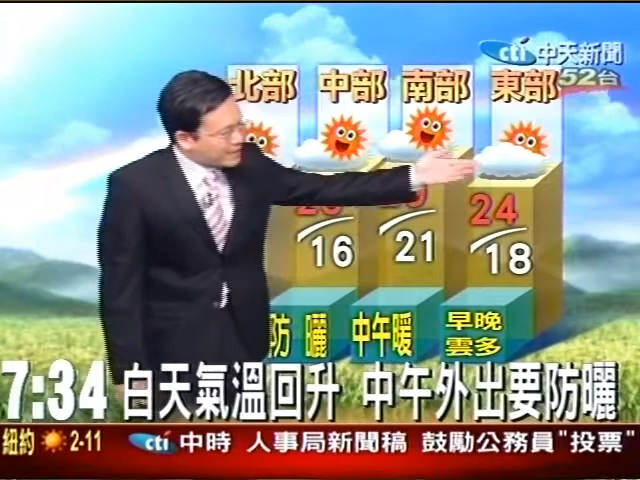 cti 中天新聞
52台
北部 中部 南部 東部
24
16 21 18
防 曬 中午暖 早晚
雲多
7:34 白天氣溫回升 中午外出要防曬
紐約 2-11 cti 中時 人事局新聞稿 鼓勵公務員"投票"